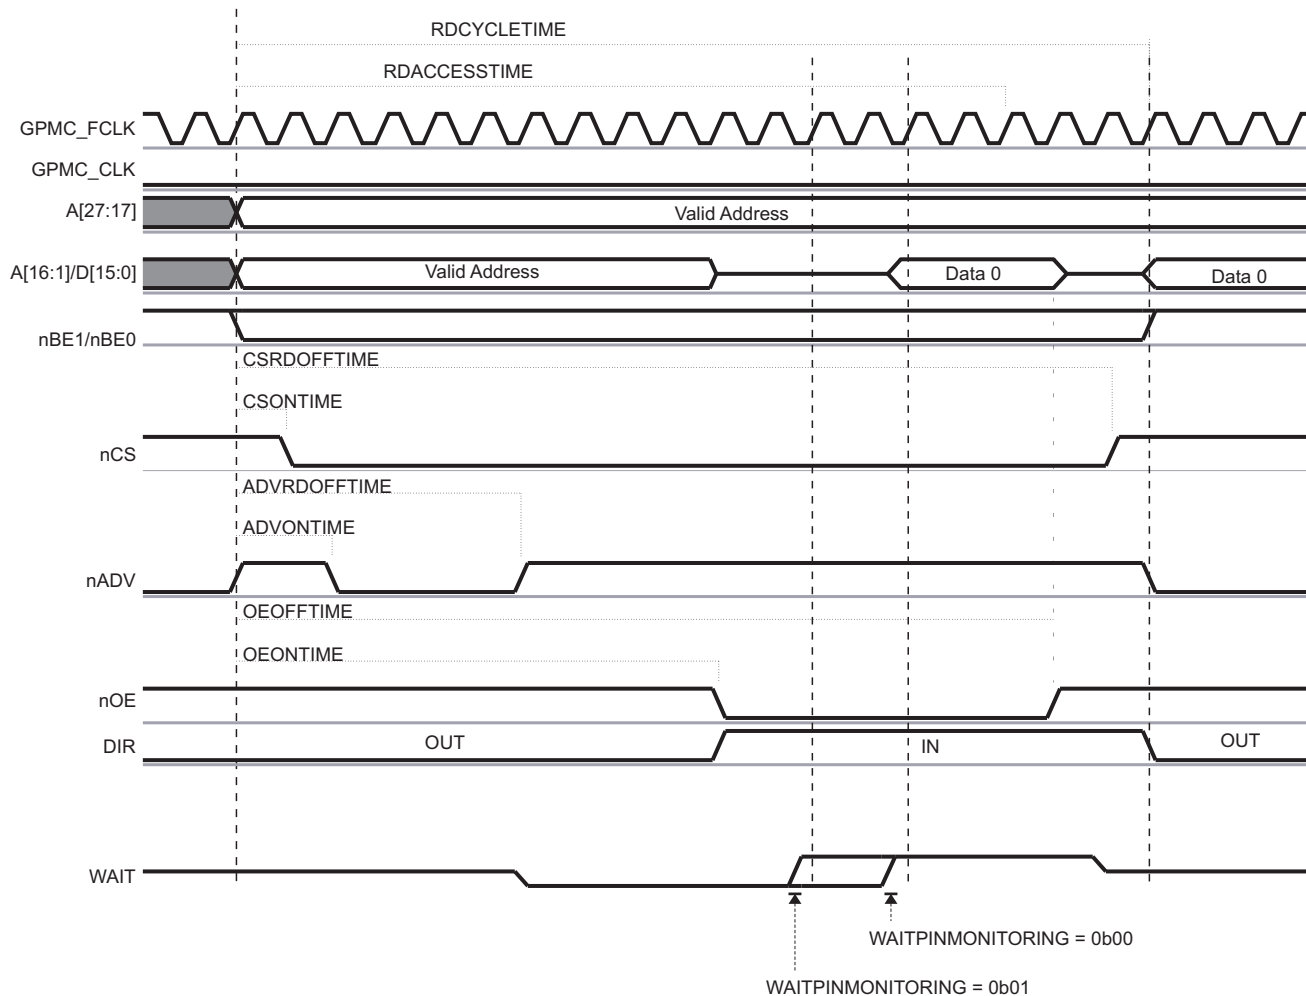 RDCYCLETIME
RDACCESSTIME
GPMC_FCLK
GPMC_CLK
A[27:17]
Valid Address
A[16:1]/D[15:0]
Valid Address
Data 0
Data 0
nBE1/nBE0
CSRDOFFTIME
CSONTIME
nCS
ADVRDOFFTIME
ADVONTIME
nADV
OEOFFTIME
OEONTIME
nOE
DIR
OUT
IN
OUT
WAIT
WAITPINMONITORING = 0b00
WAITPINMONITORING = 0b01